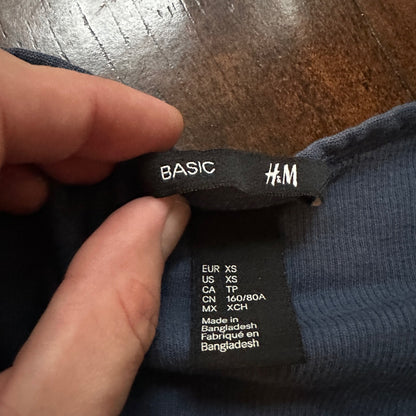 BASIC H&M
EUR XS
US XS
CA TP
CN 160/80A
MX XCH
Made in
Bangladesh
Fabriqué en
Bangladesh